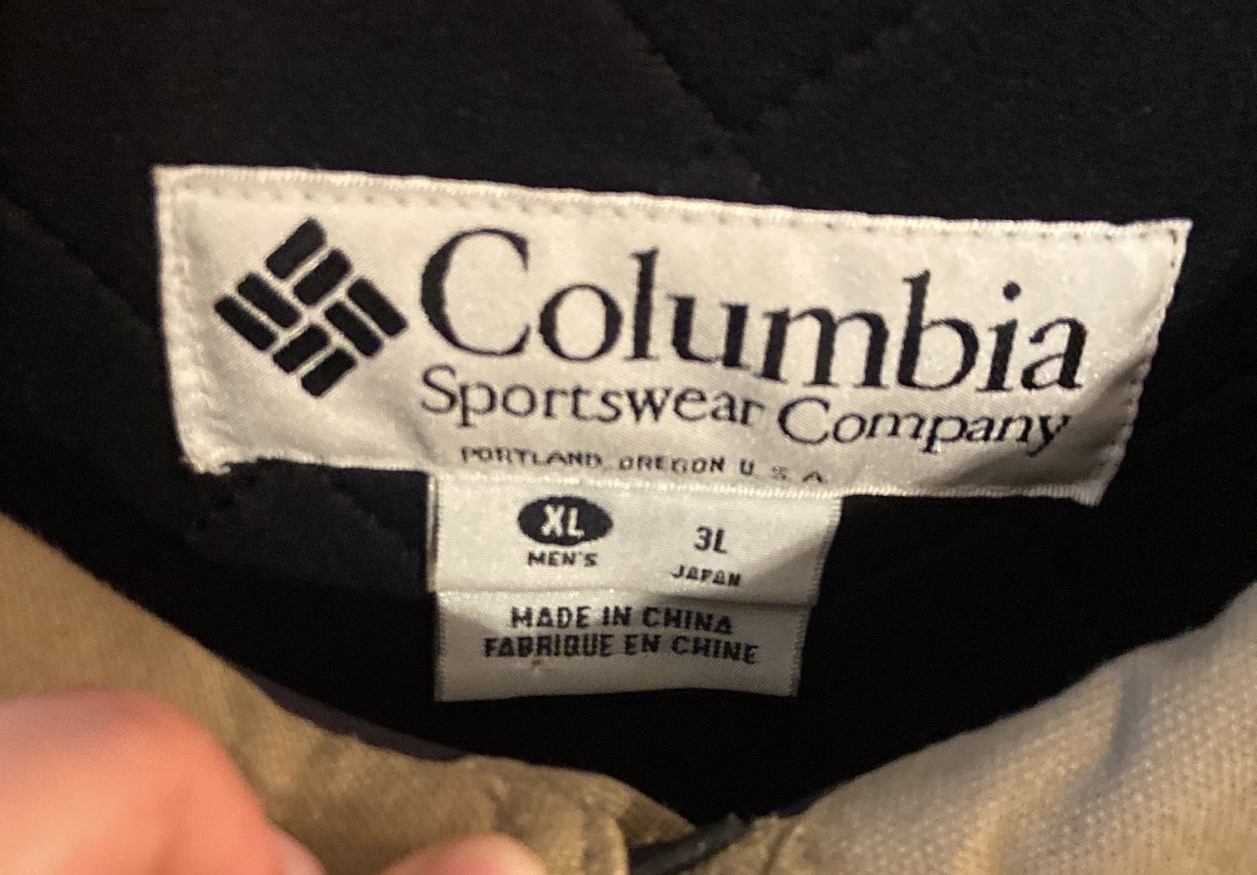 Columbia
Sportswear Company
PORTLAND, OREGON U.S.A.
XL
MEN'S
3L
JAPAN
MADE IN CHINA
FABRIQUE EN CHINE